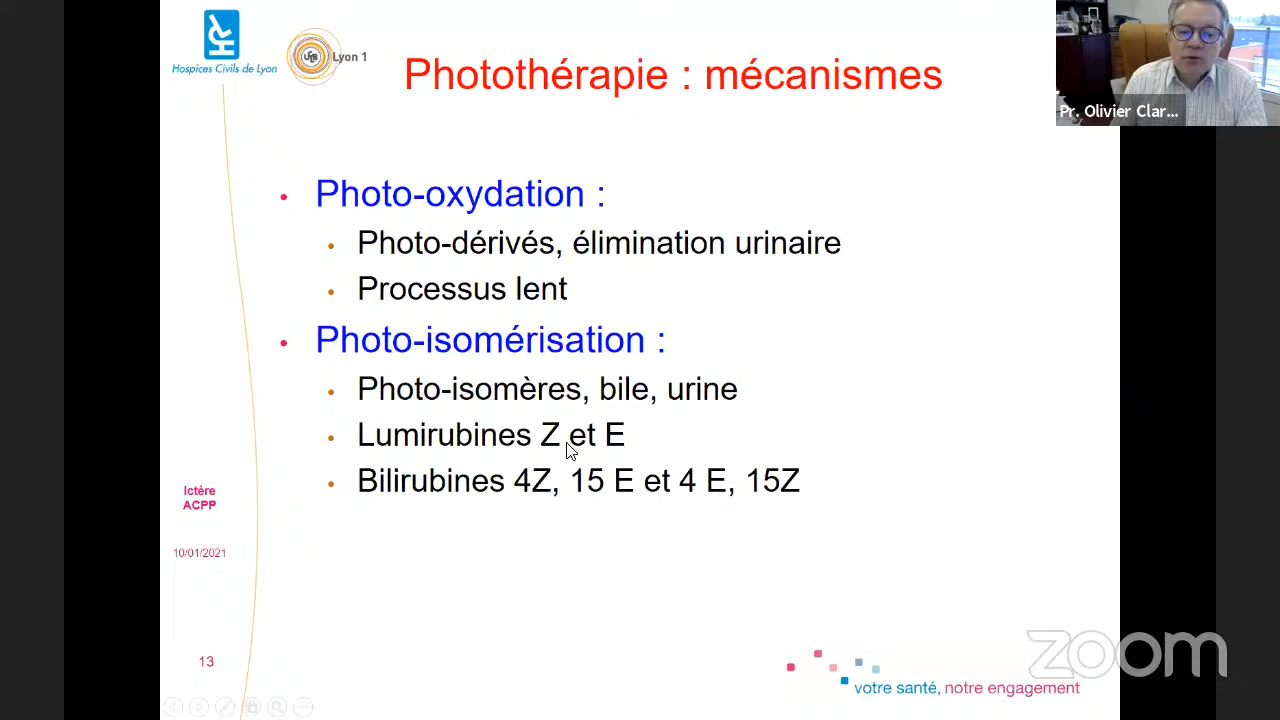 Hospices Civils de Lyon
Lyon 1
Photothérapie : mécanismes
Pr. Olivier Clar...
Photo-oxydation :
Photo-dérivés, élimination urinaire
Processus lent
Photo-isomérisation :
Photo-isomères, bile, urine
Lumirubines Z et E
Bilirubines 4Z, 15 E et 4 E, 15Z
Ictère
ACPP
10/01/2021
13
zoom
votre santé, notre engagement